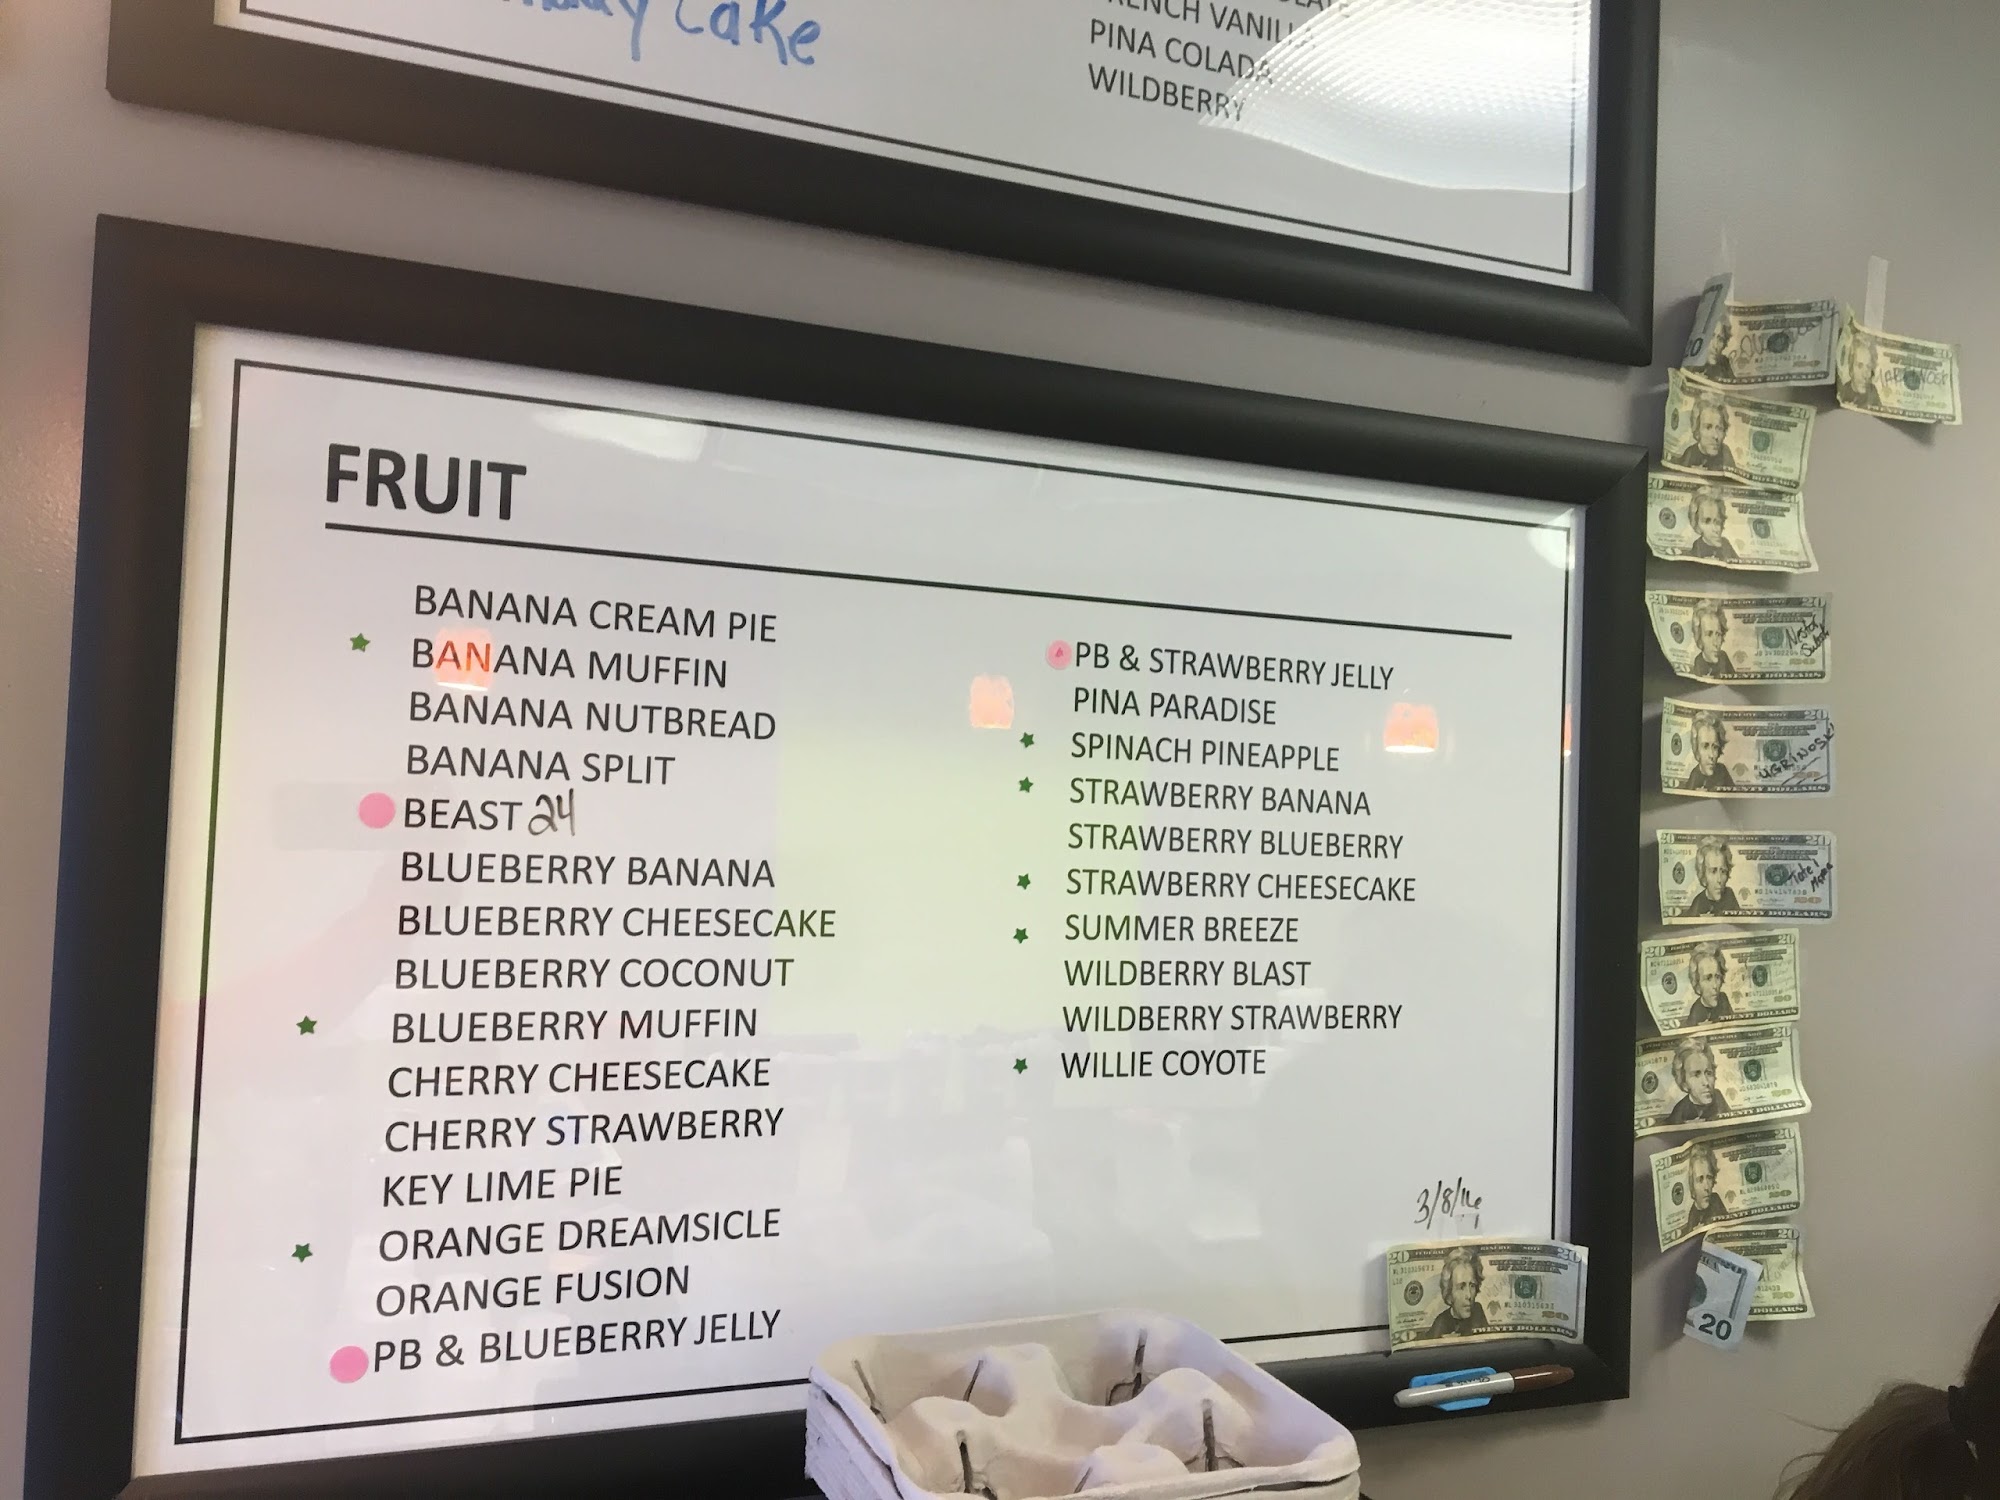 Cake
PINA COLADA
WILDBERRY
FRUIT
BANANA CREAM PIE
BANANA MUFFIN
BANANA NUTBREAD
BANANA SPLIT
BEAST 24
BLUEBERRY BANANA
BLUEBERRY CHEESECAKE
BLUEBERRY COCONUT
BLUEBERRY MUFFIN
CHERRY CHEESECAKE
CHERRY STRAWBERRY
KEY LIME PIE
ORANGE DREAMSICLE
ORANGE FUSION
PB & BLUEBERRY JELLY
PB & STRAWBERRY JELLY
PINA PARADISE
SPINACH PINEAPPLE
STRAWBERRY BANANA
STRAWBERRY BLUEBERRY
STRAWBERRY CHEESECAKE
SUMMER BREEZE
WILDBERRY BLAST
WILDBERRY STRAWBERRY
WILLIE COYOTE
3/8/16
TWENTY DOLLARS
20